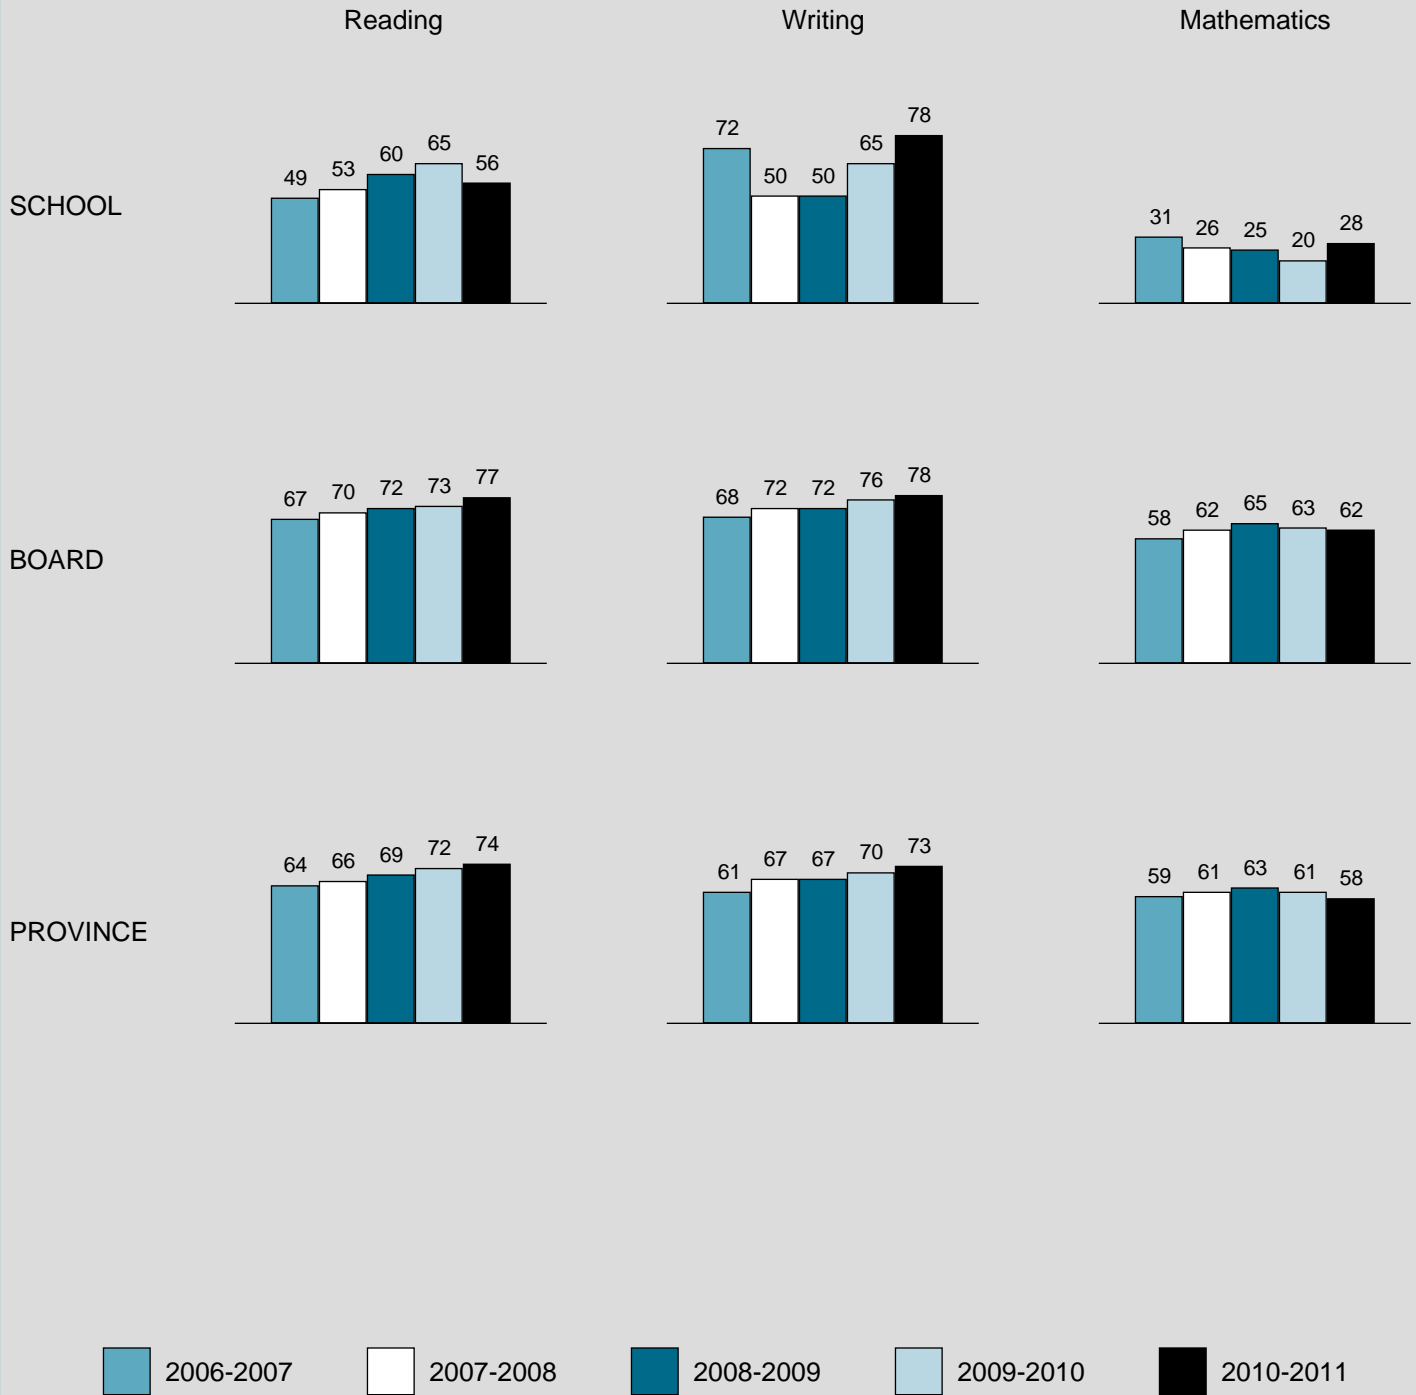 Reading Writing Mathematics
SCHOOL
49 53 60 65 56
72 50 50 65 78
31 26 25 20 28
BOARD
67 70 72 73 77
68 72 72 76 78
58 62 65 63 62
PROVINCE
64 66 69 72 74
61 67 67 70 73
59 61 63 61 58
2006-2007 2007-2008 2008-2009 2009-2010 2010-2011